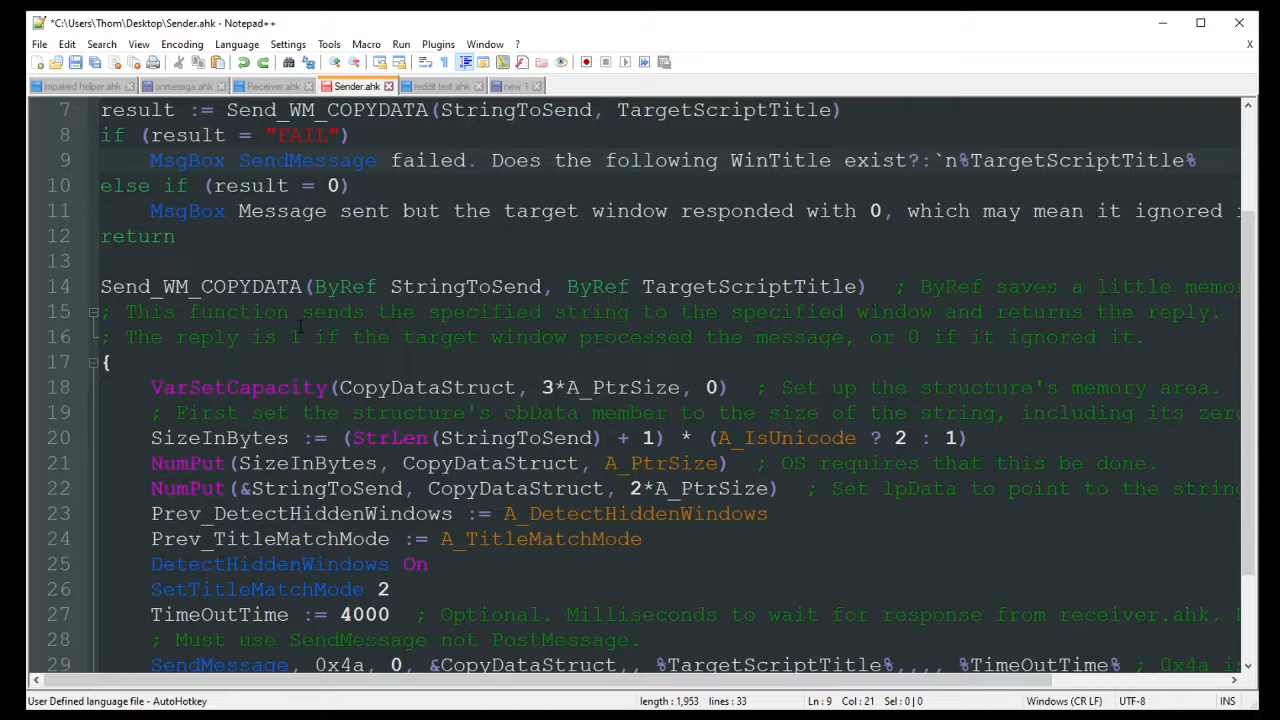 *C:\Users\Thom\Desktop\Sender.ahk - Notepad++
File Edit Search View Encoding Language Settings Tools Macro Run Plugins Window ? X
Impaired helper.ahk onmessaga.ahk Receiver.ahk Sender.ahk reddit test.ahk new 1
7 result := Send_WM_COPYDATA(StringToSend, TargetScriptTitle)
8 if (result = "FAIL")
9 MsgBox SendMessage failed. Does the following WinTitle exist?:`n%TargetScriptTitle%
10 else if (result = 0)
11 MsgBox Message sent but the target window responded with 0, which may mean it ignored
12 return
13
14 Send_WM_COPYDATA(ByRef StringToSend, ByRef TargetScriptTitle) ; ByRef saves a little
15 ; This function sends the specified string to the specified window and returns the reply.
16 ; The reply is 1 if the target window processed the message, or 0 if it ignored it.
17 {
18 VarSetCapacity(CopyDataStruct, 3*A_PtrSize, 0) ; Set up the structure's memory area.
19 ; First set the structure's cbData member to the size of the string, including its
20 SizeInBytes := (StrLen(StringToSend) + 1) * (A_IsUnicode ? 2 : 1)
21 NumPut(SizeInBytes, CopyDataStruct, A_PtrSize) ; OS requires that this be done.
22 NumPut(&StringToSend, CopyDataStruct, 2*A_PtrSize) ; Set lpData to point to the
23 Prev_DetectHiddenWindows := A_DetectHiddenWindows
24 Prev_TitleMatchMode := A_TitleMatchMode
25 DetectHiddenWindows On
26 SetTitleMatchMode 2
27 TimeOutTime := 4000 ; Optional. Milliseconds to wait for response from receiver.ahk.
28 ; Must use SendMessage not PostMessage.
29 SendMessage, 0x4a, 0, &CopyDataStruct,, %TargetScriptTitle%,,,, %TimeOutTime% ; 0x4a
User Defined language file - AutoHotkey length : 1,953 lines : 33 Ln : 9 Col : 21 Sel : 0 | 0 Windows (CR LF) UTF-8 INS